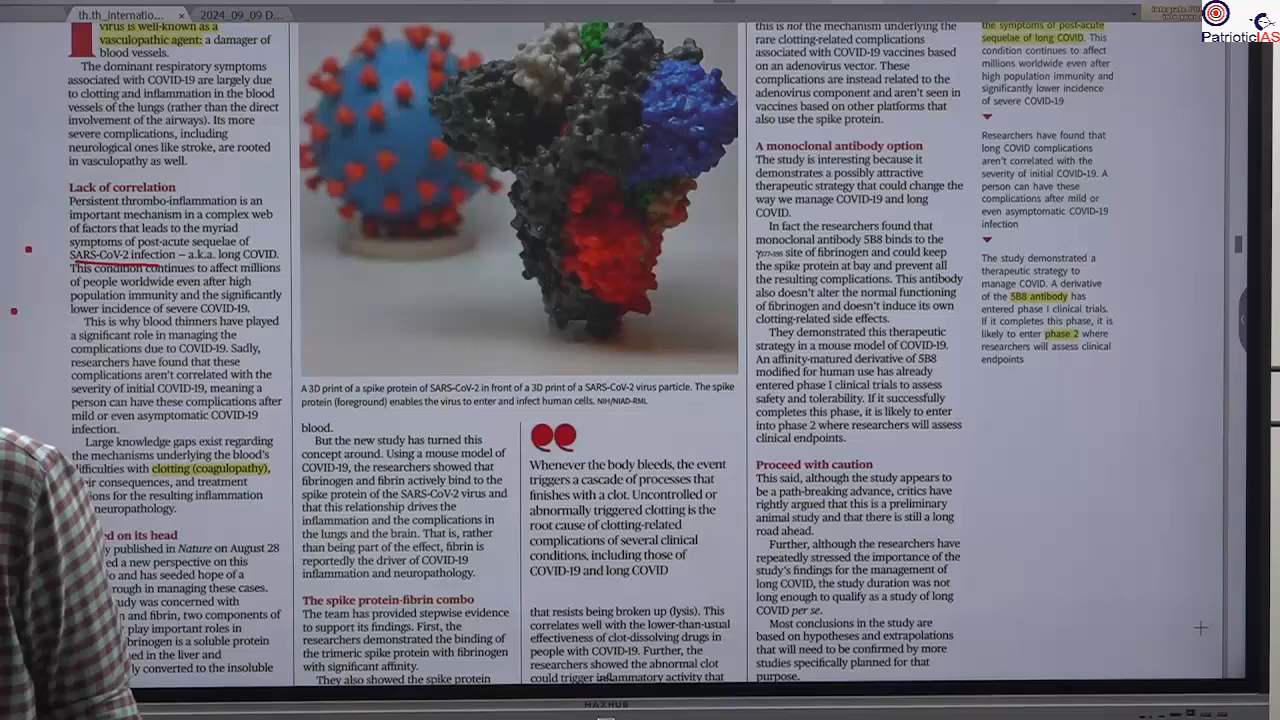 th.th_internatio...
×
2024_09_09 D...
PatrioticIAS
virus is well-known as a
vasculopathic agent: a damager of
blood vessels.
The dominant respiratory symptoms
associated with COVID-19 are largely due
to clotting and inflammation in the blood
vessels of the lungs (rather than the direct
involvement of the airways). Its more
severe complications, including
neurological ones like stroke, are rooted
in vasculopathy as well.
Lack of correlation
Persistent thrombo-inflammation is an
important mechanism in a complex web
of factors that leads to the myriad
symptoms of post-acute sequelae of
SARS-CoV-2 infection – a.k.a. long COVID.
This condition continues to affect millions
of people worldwide even after high
population immunity and the significantly
lower incidence of severe COVID-19.
This is why blood thinners have played
a significant role in managing the
complications due to COVID-19. Sadly,
researchers have found that these
complications aren't correlated with the
severity of initial COVID-19, meaning a
person can have these complications after
mild or even asymptomatic COVID-19
infection.
Large knowledge gaps exist regarding
the mechanisms underlying the blood's
difficulties with clotting (coagulopathy),
consequences, and treatment
for the resulting inflammation
neuropathology.
on its head
published in Nature on August 28
a new perspective on this
and has seeded hope of a
in managing these cases.
was concerned with
and fibrin, two components of
play important roles in
is a soluble protein
in the liver and
converted to the insoluble
A 3D print of a spike protein of SARS-CoV-2 in front of a 3D print of a SARS-CoV-2 virus particle. The spike
protein (foreground) enables the virus to enter and infect human cells. NIH/NIAD-RML
blood.
But the new study has turned this
concept around. Using a mouse model of
COVID-19, the researchers showed that
fibrinogen and fibrin actively bind to the
spike protein of the SARS-CoV-2 virus and
that this relationship drives the
inflammation and the complications in
the lungs and the brain. That is, rather
than being part of the effect, fibrin is
reportedly the driver of COVID-19
inflammation and neuropathology.
The spike protein-fibrin combo
The team has provided stepwise evidence
to support its findings. First, the
researchers demonstrated the binding of
the trimeric spike protein with fibrinogen
with significant affinity.
They also showed the spike protein
Whenever the body bleeds, the event
triggers a cascade of processes that
finishes with a clot. Uncontrolled or
abnormally triggered clotting is the
root cause of clotting-related
complications of several clinical
conditions, including those of
COVID-19 and long COVID
that resists being broken up (lysis). This
correlates well with the lower-than-usual
effectiveness of clot-dissolving drugs in
people with COVID-19. Further, the
researchers showed the abnormal clot
could trigger inflammatory activity that
this is not the mechanism underlying the
rare clotting-related complications
associated with COVID-19 vaccines based
on an adenovirus vector. These
complications are instead related to the
adenovirus component and aren't seen in
vaccines based on other platforms that
also use the spike protein.
A monoclonal antibody option
The study is interesting because it
demonstrates a possibly attractive
therapeutic strategy that could change the
way we manage COVID-19 and long
COVID.
In fact the researchers found that
monoclonal antibody 5B8 binds to the
site of fibrinogen and could keep
the spike protein at bay and prevent all
the resulting complications. This antibody
also doesn't alter the normal functioning
of fibrinogen and doesn't induce its own
clotting-related side effects.
They demonstrated this therapeutic
strategy in a mouse model of COVID-19.
An affinity-matured derivative of 5B8
modified for human use has already
entered phase I clinical trials to assess
safety and tolerability. If it successfully
completes this phase, it is likely to enter
into phase 2 where researchers will assess
clinical endpoints.
Proceed with caution
This said, although the study appears to
be a path-breaking advance, critics have
rightly argued that this is a preliminary
animal study and that there is still a long
road ahead.
Further, although the researchers have
repeatedly stressed the importance of the
study's findings for the management of
long COVID, the study duration was not
long enough to qualify as a study of long
COVID per se.
Most conclusions in the study are
based on hypotheses and extrapolations
that will need to be confirmed by more
studies specifically planned for that
purpose.
the symptoms of post-acute
sequelae of long COVID. This
condition continues to affect
millions worldwide even after
high population immunity and
significantly lower incidence
of severe COVID-19
Researchers have found that
long COVID complications
aren't correlated with the
severity of initial COVID-19. A
person can have these
complications after mild or
even asymptomatic COVID-19
infection
The study demonstrated a
therapeutic strategy to
manage COVID. A derivative
of the 5B8 antibody has
entered phase I clinical trials.
If it completes this phase, it is
likely to enter phase 2 where
researchers will assess clinical
endpoints
MAXHUB